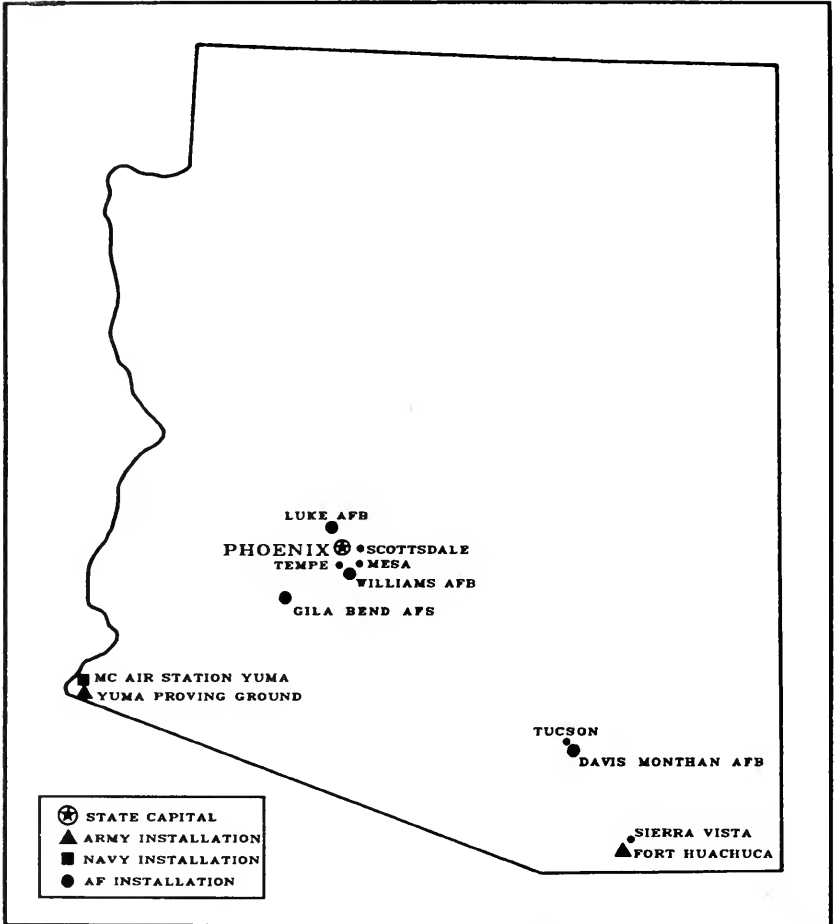 LUKE AFB
PHOENIX
SCOTTSDALE
TEMPE
MESA
WILLIAMS AFB
GILA BEND AFS
MC AIR STATION YUMA
YUMA PROVING GROUND
TUCSON
DAVIS MONTHAN AFB
SIERRA VISTA
FORT HUACHUCA
STATE CAPITAL
ARMY INSTALLATION
NAVY INSTALLATION
AF INSTALLATION